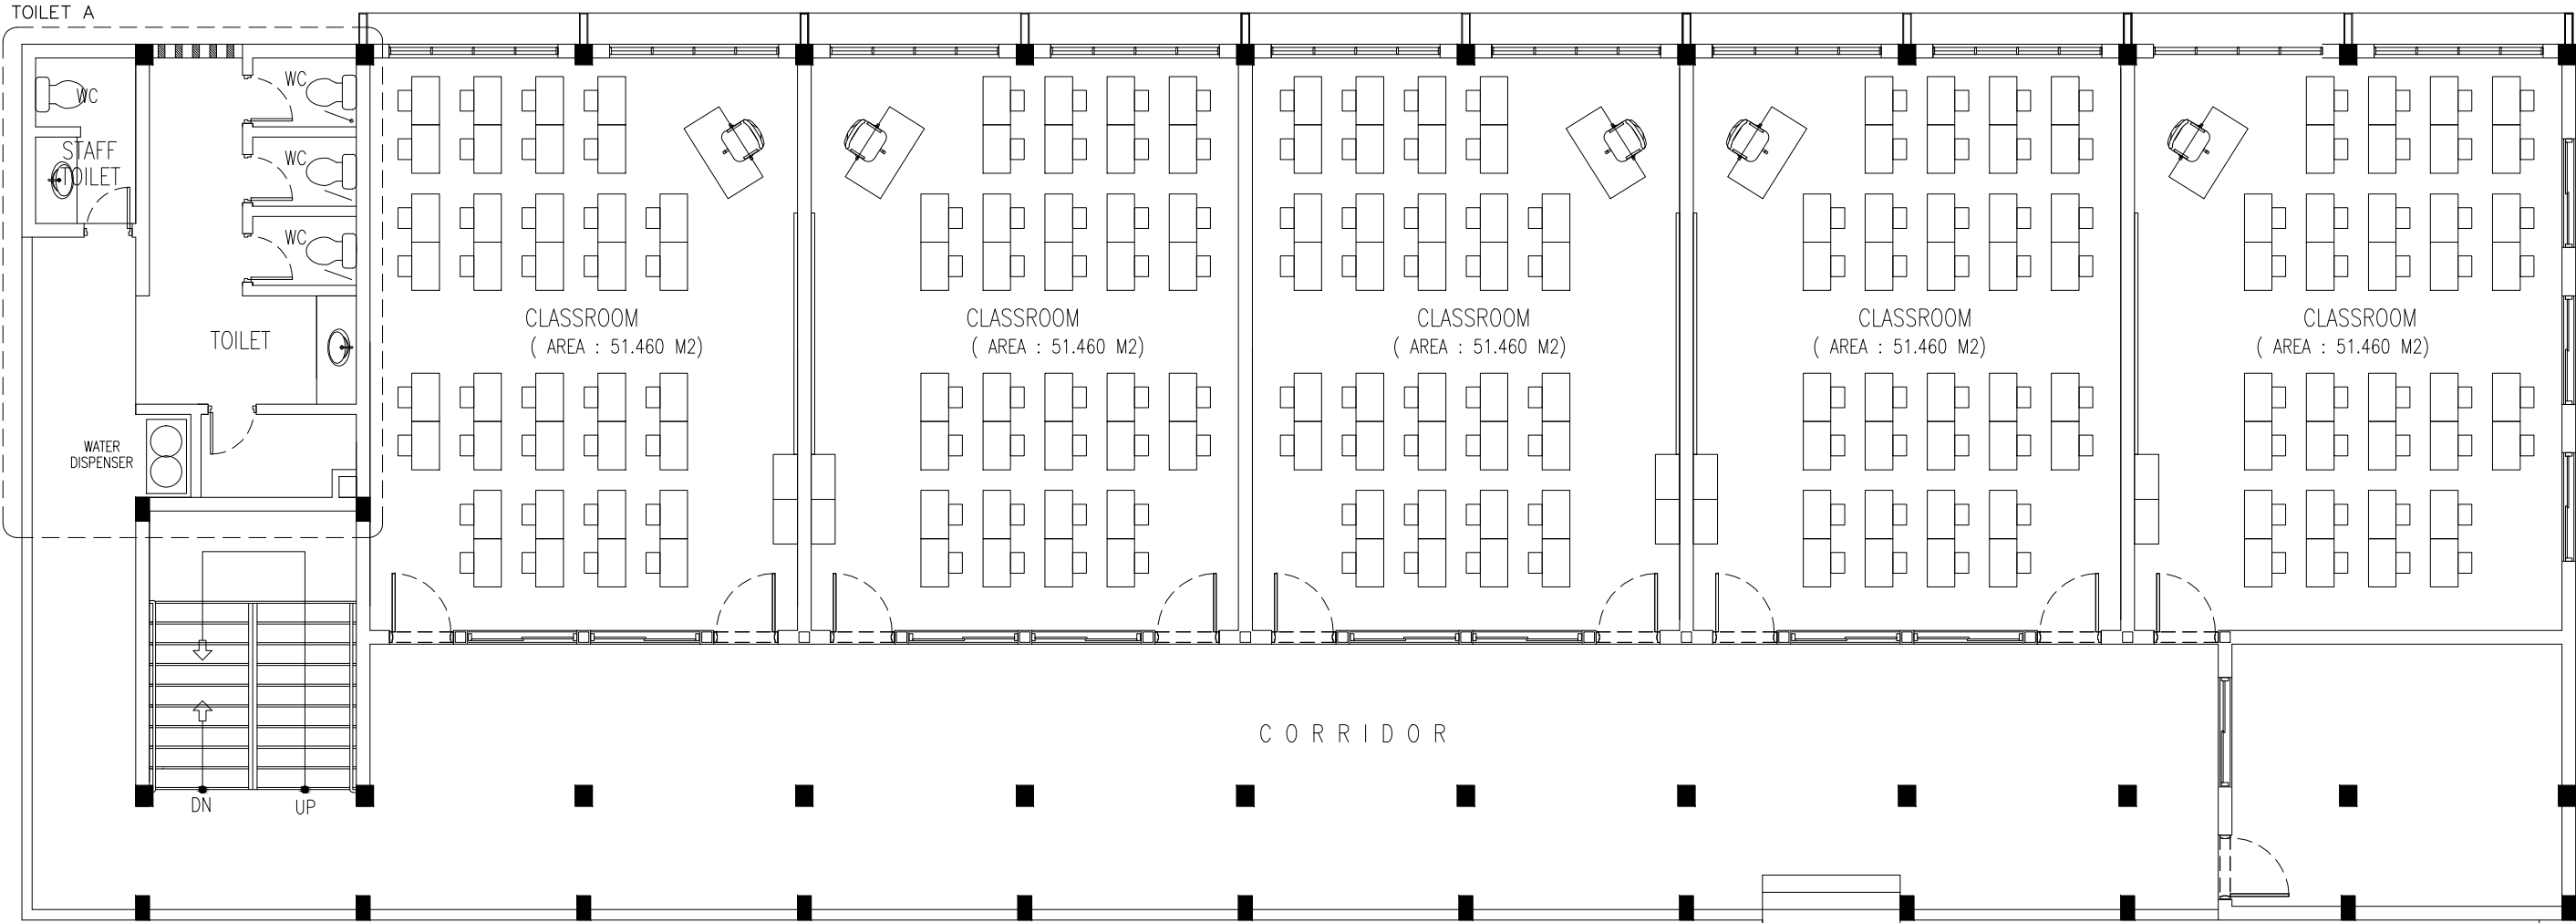 TOILET A
WC
WC
STAFF
TOILET
WC
WC
TOILET
WATER
DISPENSER
CLASSROOM
( AREA : 51.460 M2)
CLASSROOM
( AREA : 51.460 M2)
CLASSROOM
( AREA : 51.460 M2)
CLASSROOM
( AREA : 51.460 M2)
CLASSROOM
( AREA : 51.460 M2)
CORRIDOR
DN
UP